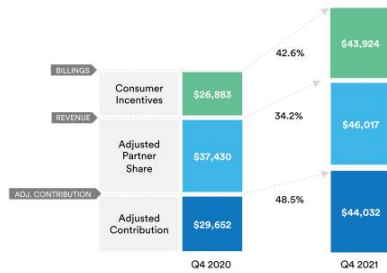 BILLINGS
Consumer
Incentives
$26,883
42.6%
$43,924
REVENUE
Adjusted
Partner
Share
$37,430
34.2%
$46,017
ADJ. CONTRIBUTION
Adjusted
Contribution
$29,652
48.5%
$44,032
Q4 2020
Q4 2021